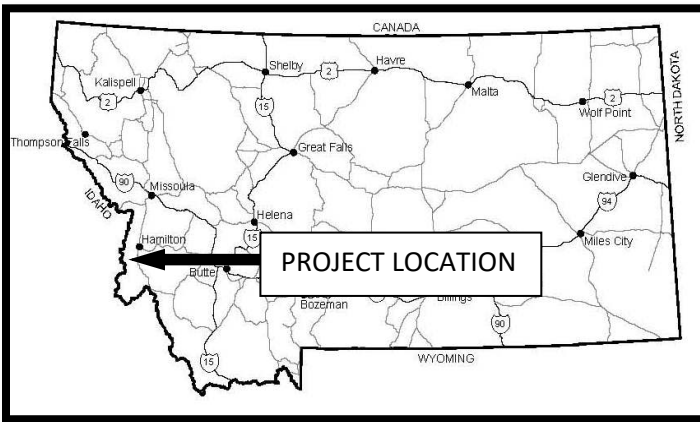 CANADA
Shelby
2
Havre
Kalispell
2
15
Malta
2
Wolf Point
NORTH DAKOTA
Thompson Falls
Great Falls
90
Missoula
Glendive
94
IDAHO
Helena
Hamilton
15
Miles City
PROJECT LOCATION
Butte
Bozeman
Billings
90
15
WYOMING